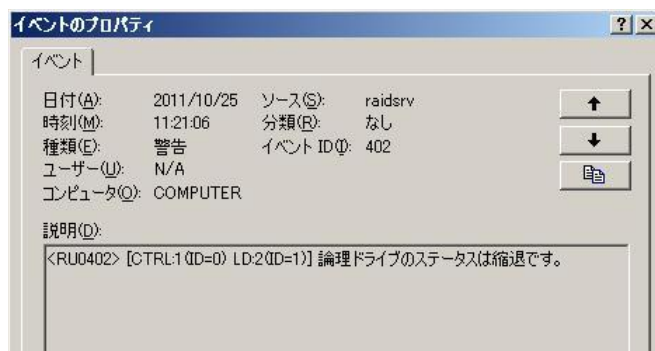 イベントのプロパティ
イベント
日付(A): 2011/10/25 ソース(S): raidsrv
時刻(M): 11:21:06 分類(R): なし
種類(E): 警告 イベント ID(I): 402
ユーザー(U): N/A
コンピュータ(O): COMPUTER
説明(D):
<RU0402> [CTRL:1(ID=0) LD:2(ID=1)] 論理ドライブのステータスは縮退です。